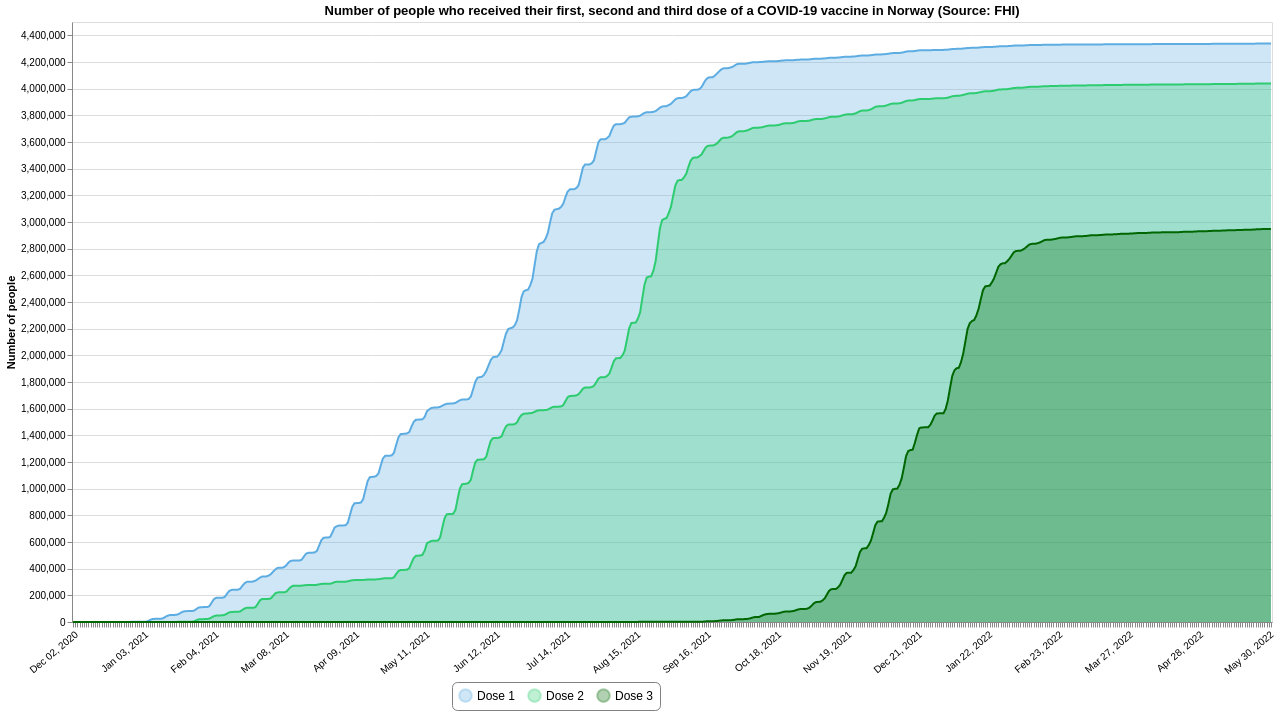 Number of people who received their first, second and third dose of a COVID-19 vaccine in Norway (Source: FHI)
Number of people
4,400,000
4,200,000
4,000,000
3,800,000
3,600,000
3,400,000
3,200,000
3,000,000
2,800,000
2,600,000
2,400,000
2,200,000
2,000,000
1,800,000
1,600,000
1,400,000
1,200,000
1,000,000
800,000
600,000
400,000
200,000
0
Dec 02, 2020
Jan 03, 2021
Feb 04, 2021
Mar 08, 2021
Apr 09, 2021
May 11, 2021
Jun 12, 2021
Jul 14, 2021
Aug 15, 2021
Sep 16, 2021
Oct 18, 2021
Nov 19, 2021
Dec 21, 2021
Jan 22, 2022
Feb 23, 2022
Mar 27, 2022
Apr 28, 2022
May 30, 2022
Dose 1 Dose 2 Dose 3